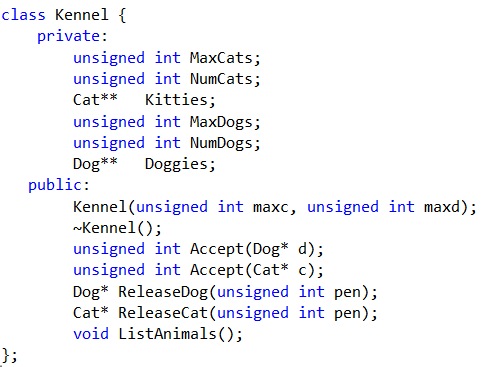 class Kennel {
private:
unsigned int MaxCats;
unsigned int NumCats;
Cat** Kitties;
unsigned int MaxDogs;
unsigned int NumDogs;
Dog** Doggies;
public:
Kennel(unsigned int maxc, unsigned int maxd);
~Kennel();
unsigned int Accept(Dog* d);
unsigned int Accept(Cat* c);
Dog* ReleaseDog(unsigned int pen);
Cat* ReleaseCat(unsigned int pen);
void ListAnimals();
};